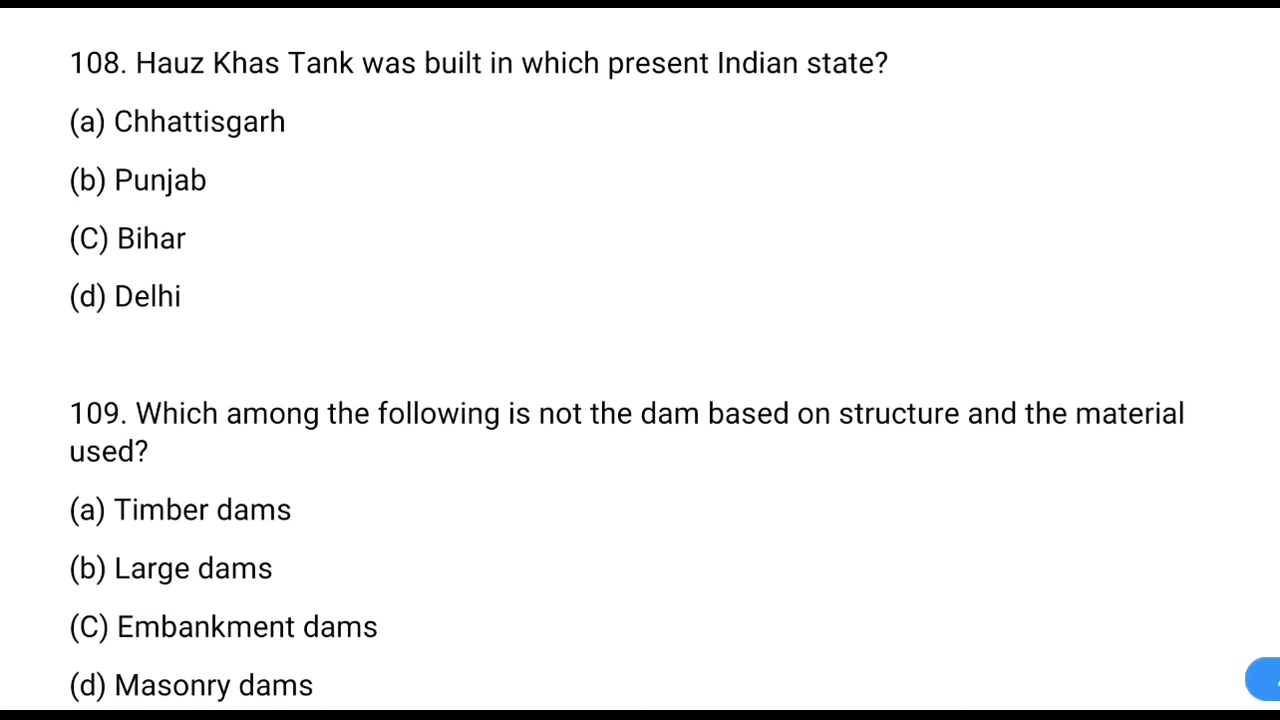 108. Hauz Khas Tank was built in which present Indian state?
(a) Chhattisgarh
(b) Punjab
(C) Bihar
(d) Delhi
109. Which among the following is not the dam based on structure and the material
used?
(a) Timber dams
(b) Large dams
(C) Embankment dams
(d) Masonry dams